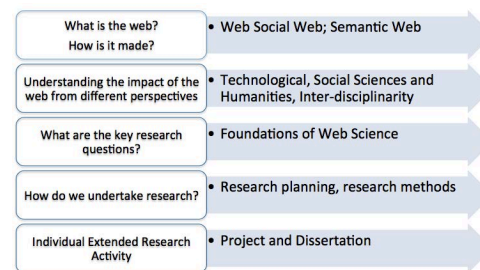 What is the web?
How is it made?
• Web Social Web; Semantic Web
Understanding the impact of the
web from different perspectives
• Technological, Social Sciences and
Humanities, Inter-disciplinarity
What are the key research
questions?
• Foundations of Web Science
How do we undertake research?
• Research planning, research methods
Individual Extended Research
Activity
• Project and Dissertation